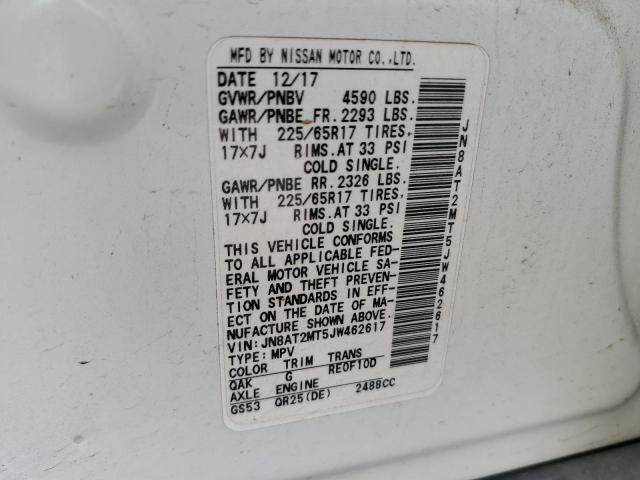 MFD BY NISSAN MOTOR CO.,LTD.
DATE 12/17
GVWR/PNBV 4590 LBS.
GAWR/PNBE FR. 2293 LBS.
WITH 225/65R17 TIRES,
17×7J RIMS.AT 33 PSI
COLD SINGLE.
GAWR/PNBE RR. 2326 LBS.
WITH 225/65R17 TIRES,
17×7J RIMS.AT 33 PSI
COLD SINGLE.
THIS VEHICLE CONFORMS
TO ALL APPLICABLE FED-
ERAL MOTOR VEHICLE SA-
FETY AND THEFT PREVEN-
TION STANDARDS IN EFF-
ECT ON THE DATE OF MA-
NUFACTURE SHOWN ABOVE.
VIN: JN8AT2MT5JW462617
TYPE: MPV
COLOR TRIM TRANS
QAK G RE0F10D
AXLE ENGINE
GS53 QR25(DE) 2488CC
JN8AT2MT5JW462617